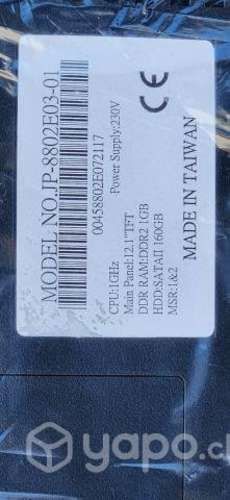 MODEL NO.JP-8802E03-01
00458802E072117
CPU:1GHz
Power Supply:230V
Main Panel:12.1"TFT
DDR RAM:DDR2 1GB
HDD:SATAII 160GB
MSR:1&2
MADE IN TAIWAN
CE
yapo.cl